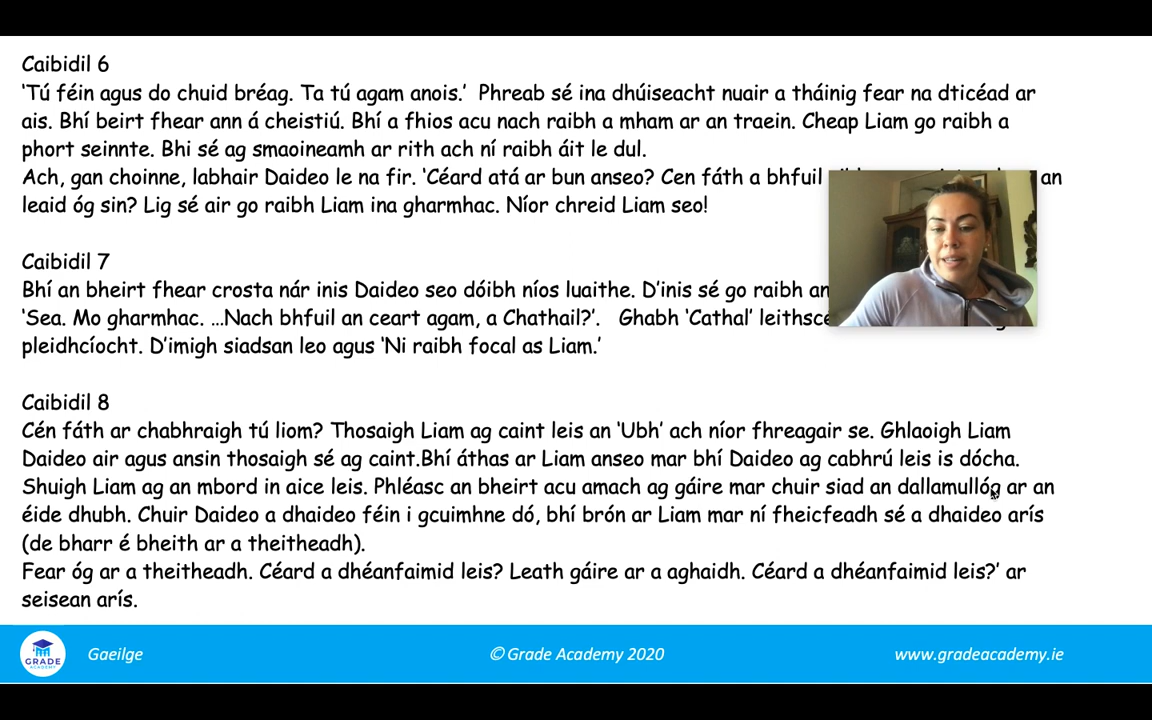 Caibidil 6
‘Tú féin agus do chuid bréag. Ta tú agam anois.’ Phreab sé ina dhúiseacht nuair a tháinig fear na dticéad ar
ais. Bhí beirt fhear ann á cheistiú. Bhí a fhios acu nach raibh a mham ar an traein. Cheap Liam go raibh a
phort seinnte. Bhi sé ag smaoineamh ar rith ach ní raibh áit le dul.
Ach, gan choinne, labhair Daideo le na fir. ‘Céard atá ar bun anseo? Cen fáth a bhfuil an
leaid óg sin? Lig sé air go raibh Liam ina gharmhac. Níor chreid Liam seo!
Caibidil 7
Bhí an bheirt fhear crosta nár inis Daideo seo dóibh níos luaithe. D’inis sé go raibh an
‘Sea. Mo gharmhac. …Nach bhfuil an ceart agam, a Chathail?’. Ghabh ‘Cathal’
pleidhcíocht. D’imigh siadsan leo agus ‘Ni raibh focal as Liam.’
Caibidil 8
Cén fáth ar chabhraigh tú liom? Thosaigh Liam ag caint leis an ‘Ubh’ ach níor fhreagair se. Ghlaoigh Liam
Daideo air agus ansin thosaigh sé ag caint.Bhí áthas ar Liam anseo mar bhí Daideo ag cabhrú leis is dócha.
Shuigh Liam ag an mbord in aice leis. Phléasc an bheirt acu amach ag gáire mar chuir siad an dallamullóg ar an
éide dhubh. Chuir Daideo a dhaideo féin i gcuimhne dó, bhí brón ar Liam mar ní fheicfeadh sé a dhaideo arís
(de bharr é bheith ar a theitheadh).
Fear óg ar a theitheadh. Céard a dhéanfaimid leis? Leath gáire ar a aghaidh. Céard a dhéanfaimid leis?’ ar
seisean arís.
GRADE
ACADEMY
Gaeilge
© Grade Academy 2020
www.gradeacademy.ie